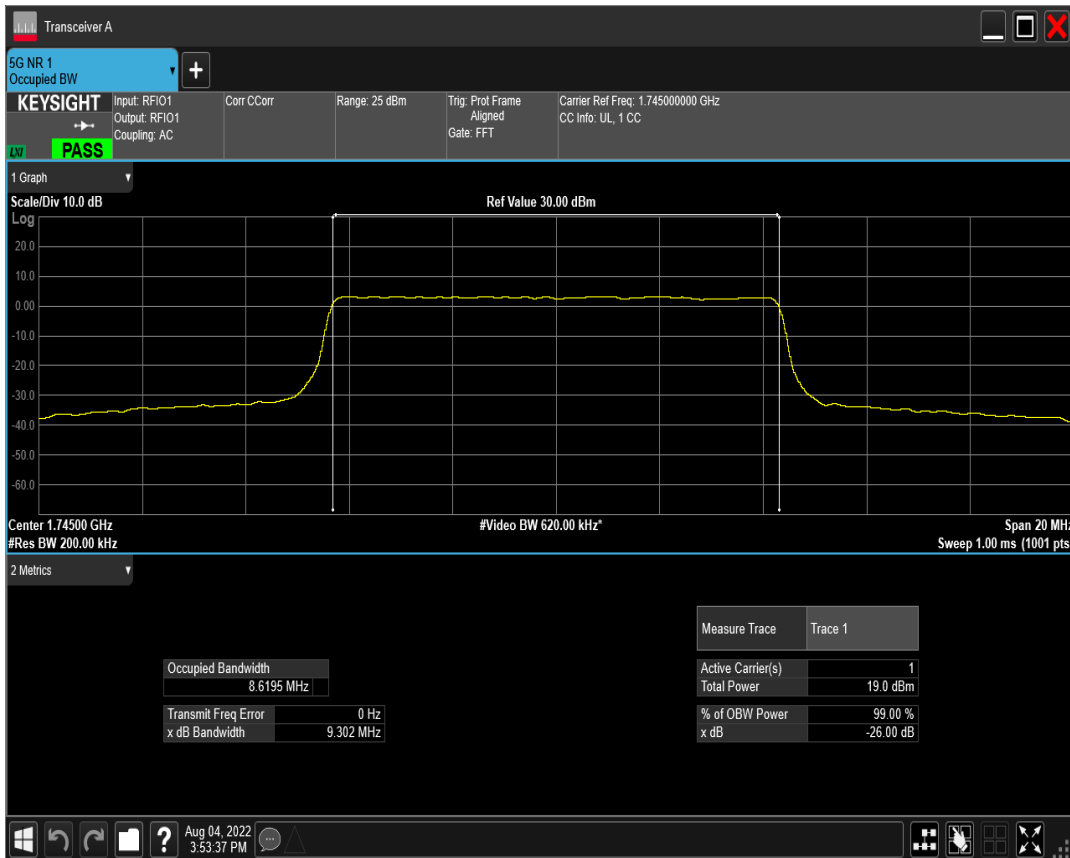 Transceiver A
5G NR 1
Occupied BW
+
KEYSIGHT
LXI
PASS
Input: RFIO1
Output: RFIO1
Coupling: AC
Corr CCorr
Range: 25 dBm
Trig: Prot Frame
Aligned
Gate: FFT
Carrier Ref Freq: 1.745000000 GHz
CC Info: UL, 1 CC
1 Graph
Scale/Div 10.0 dB
Ref Value 30.00 dBm
Log
20.0
10.0
0.00
-10.0
-20.0
-30.0
-40.0
-50.0
-60.0
Center 1.74500 GHz
#Video BW 620.00 kHz*
Span 20 MHz
#Res BW 200.00 kHz
Sweep 1.00 ms (1001 pts
2 Metrics
Measure Trace Trace 1
Occupied Bandwidth
8.6195 MHz
Active Carrier(s) 1
Total Power 19.0 dBm
Transmit Freq Error 0 Hz
x dB Bandwidth 9.302 MHz
% of OBW Power 99.00 %
x dB -26.00 dB
?
Aug 04, 2022
3:53:37 PM